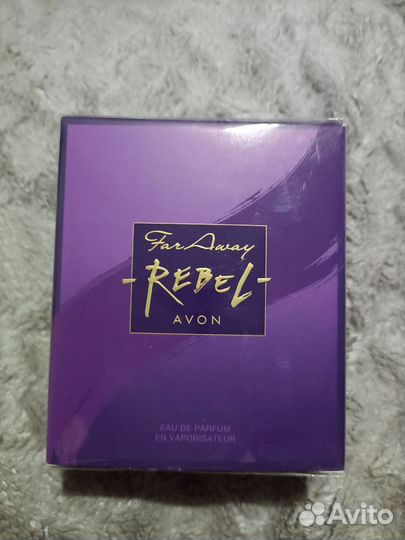 Far Away
-REBEL-
AVON
EAU DE PARFUM
EN VAPORISATEUR
Avito